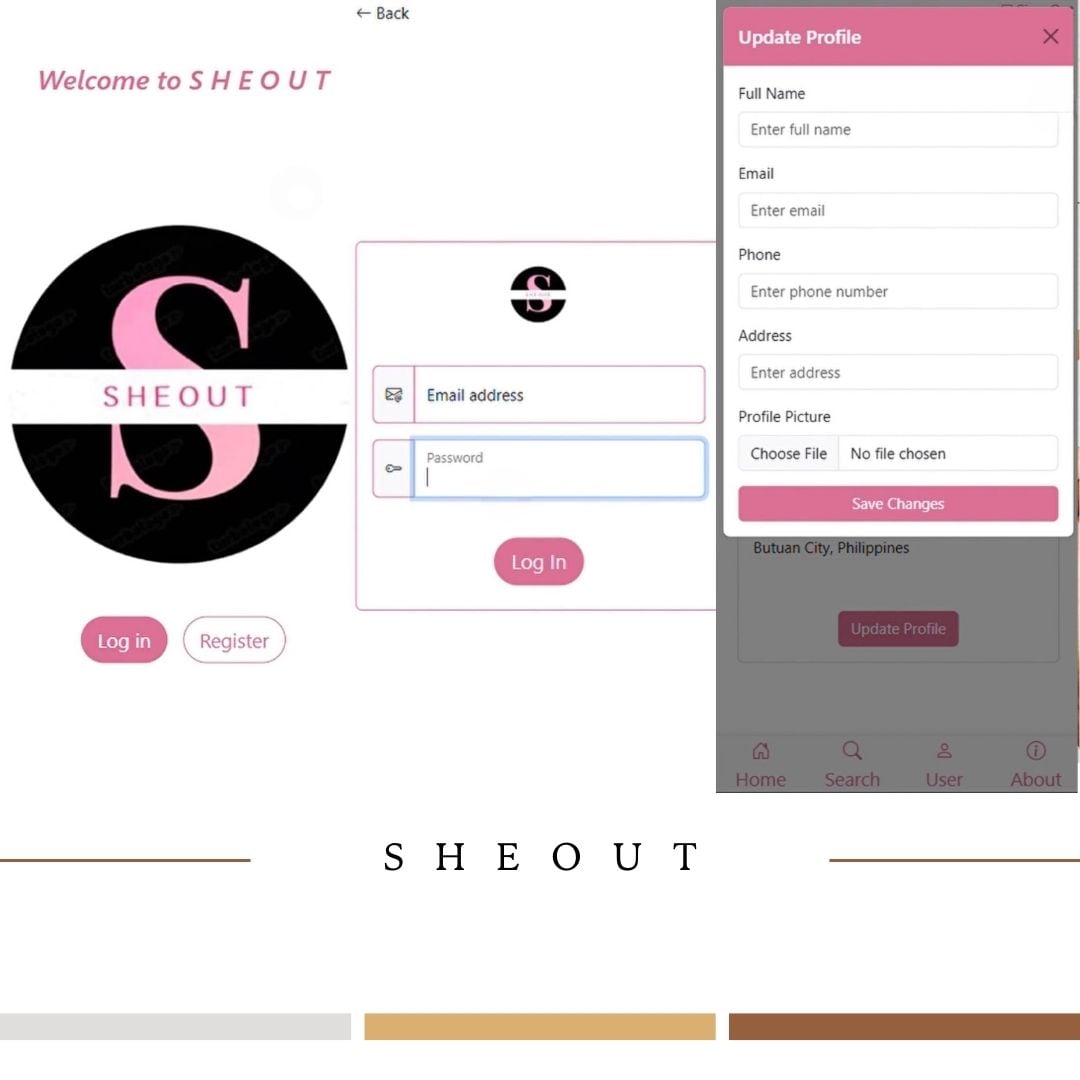 Welcome to S H E O U T
SHEOUT
Log in
Register
← Back
Email address
Password
Log In
Update Profile
Full Name
Enter full name
Email
Enter email
Phone
Enter phone number
Address
Enter address
Profile Picture
Choose File No file chosen
Save Changes
Butuan City, Philippines
Update Profile
Home Search User About
S H E O U T